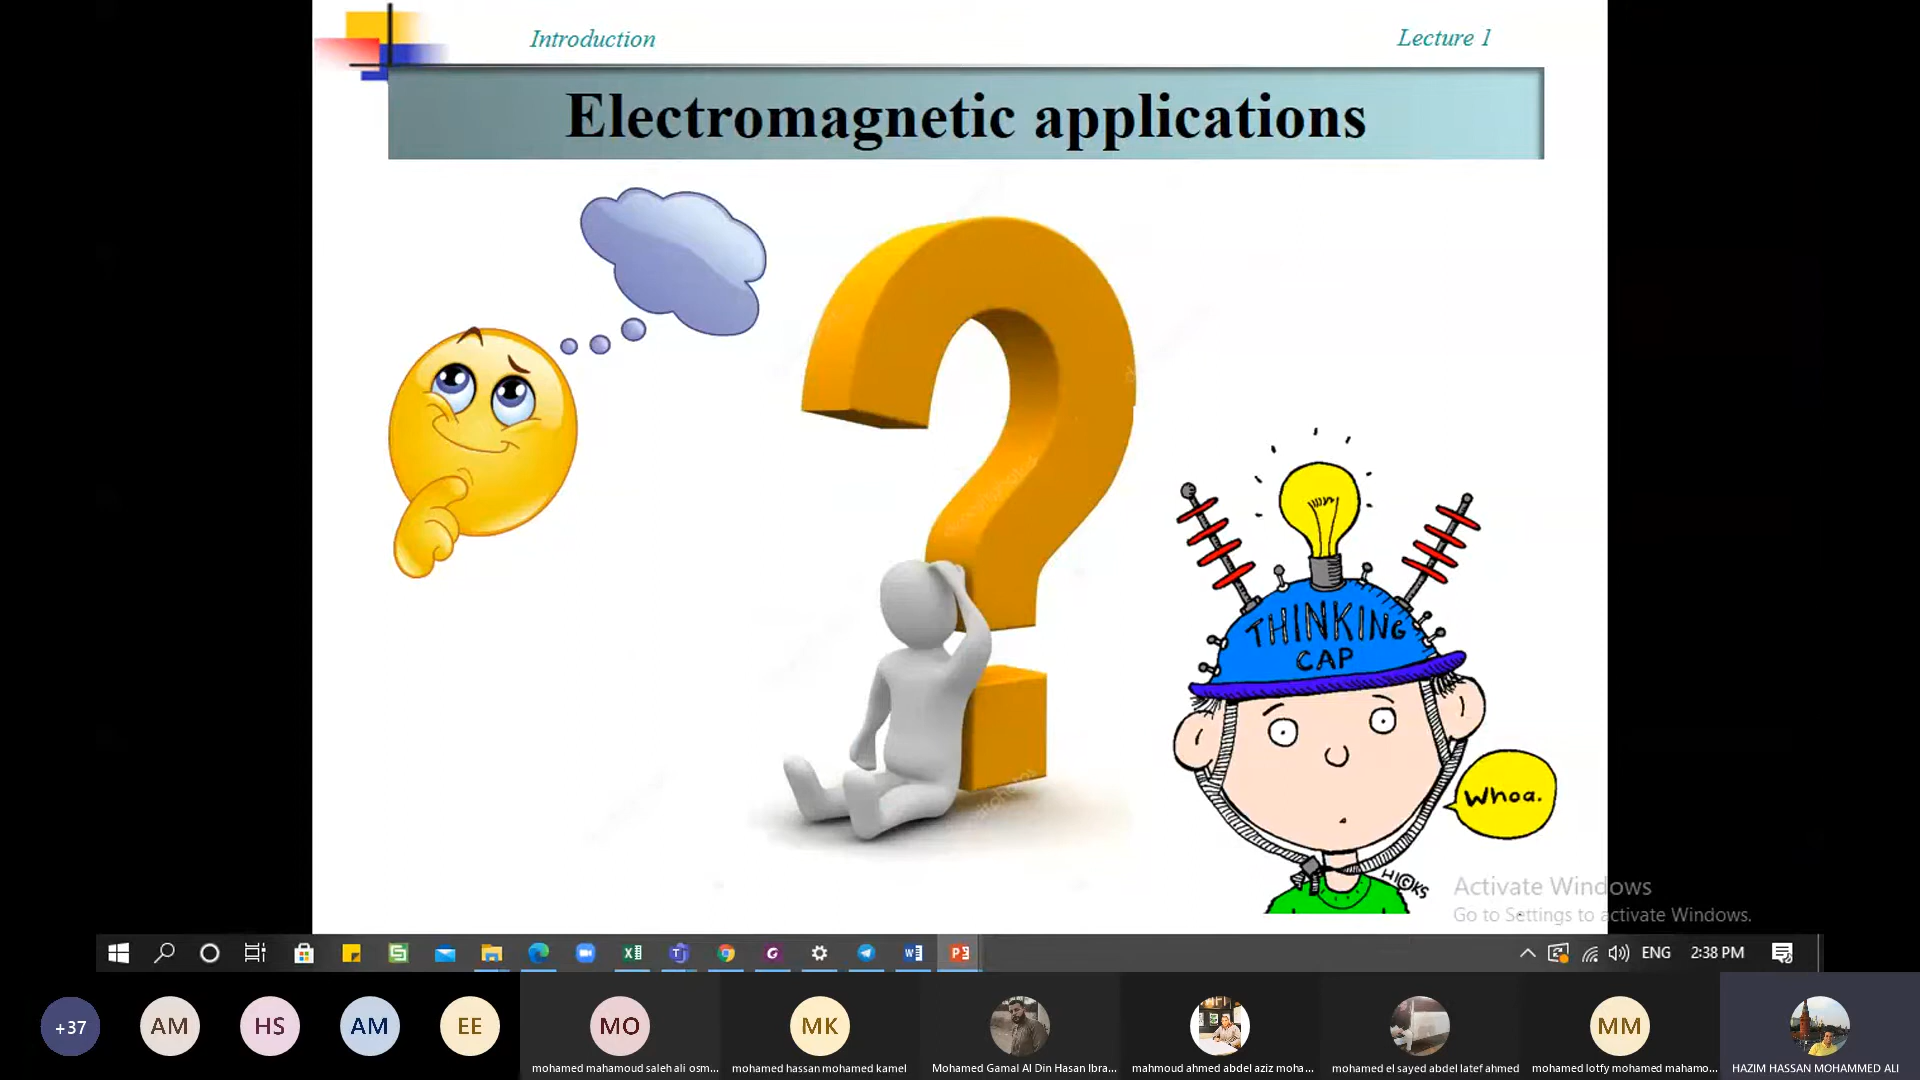 Introduction
Lecture 1
Electromagnetic applications
THINKING
CAP
Whoa.
HICKS
Activate Windows
Go to Settings to activate Windows.
ENG
2:38 PM
+37
AM
HS
AM
EE
MO
MK
MM
mohamed mahamoud saleh ali osm...
mohamed hassan mohamed kamel
Mohamed Gamal Al Din Hasan Ibra...
mahmoud ahmed abdel aziz moha...
mohamed el sayed abdel latef ahmed
mohamed lotfy mohamed mahamo...
HAZIM HASSAN MOHAMMED ALI